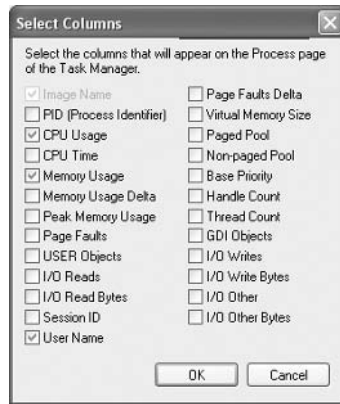 Select Columns
Select the columns that will appear on the Process page
of the Task Manager.
Image Name
PID (Process Identifier)
CPU Usage
CPU Time
Memory Usage
Memory Usage Delta
Peak Memory Usage
Page Faults
USER Objects
I/O Reads
I/O Read Bytes
Session ID
User Name
Page Faults Delta
Virtual Memory Size
Paged Pool
Non-paged Pool
Base Priority
Handle Count
Thread Count
GDI Objects
I/O Writes
I/O Write Bytes
I/O Other
I/O Other Bytes
OK
Cancel